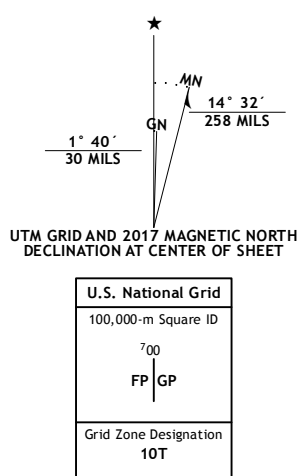 ★
MN
GN
14° 32´
258 MILS
1° 40´
30 MILS
UTM GRID AND 2017 MAGNETIC NORTH
DECLINATION AT CENTER OF SHEET
U.S. National Grid
100,000-m Square ID
⁷00
FP GP
Grid Zone Designation
10T